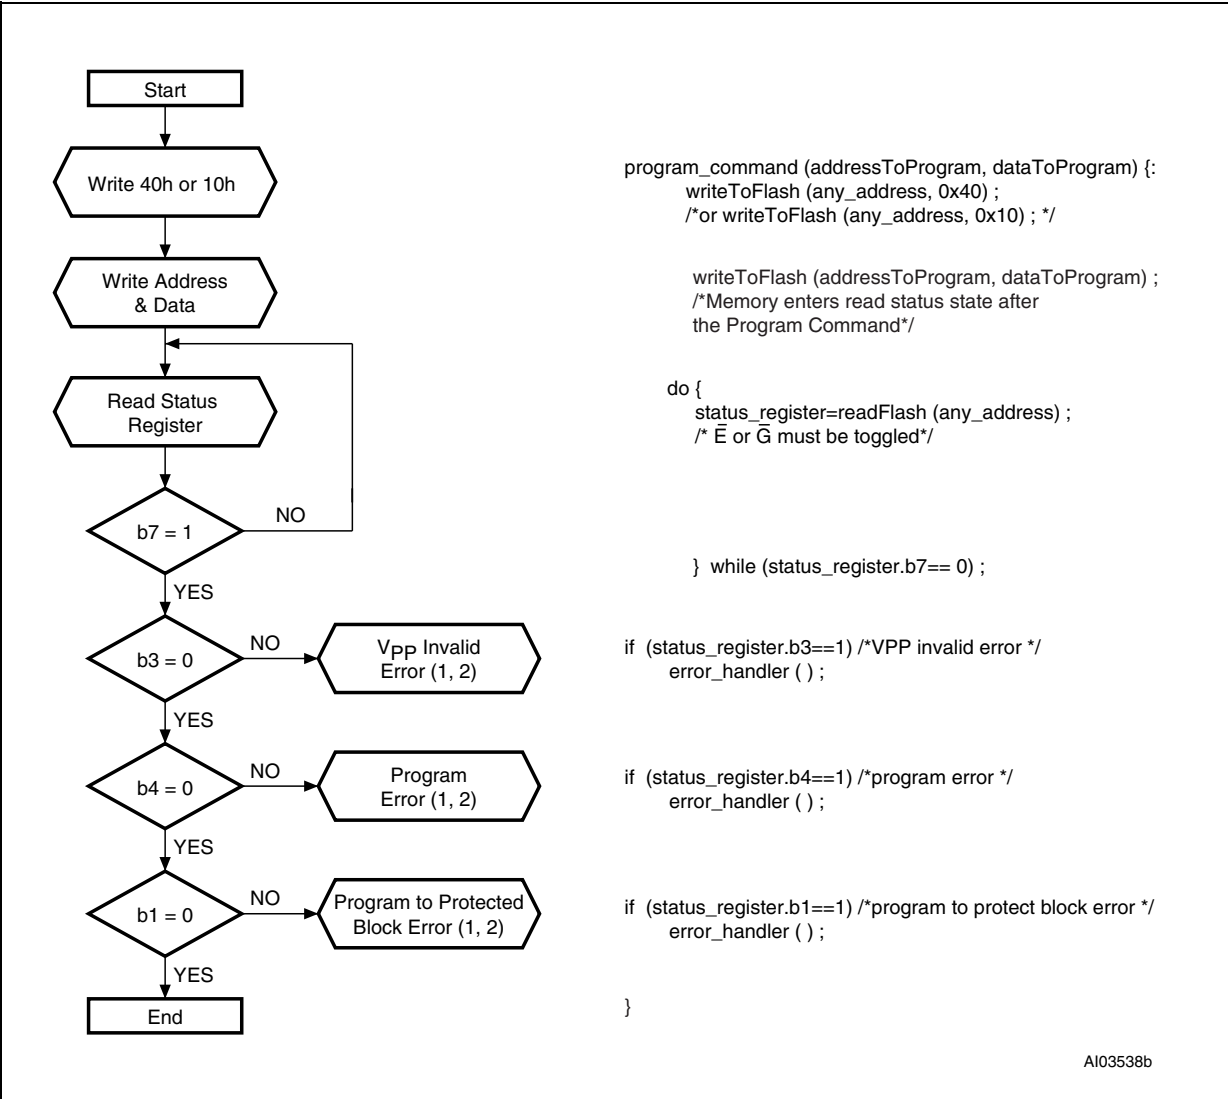 Start
Write 40h or 10h
Write Address
& Data
Read Status
Register
b7 = 1
NO
YES
b3 = 0
NO
VPP Invalid
Error (1, 2)
YES
b4 = 0
NO
Program
Error (1, 2)
YES
b1 = 0
NO
Program to Protected
Block Error (1, 2)
YES
End
program_command (addressToProgram, dataToProgram) {:
writeToFlash (any_address, 0x40) ;
/*or writeToFlash (any_address, 0x10) ; */
writeToFlash (addressToProgram, dataToProgram) ;
/*Memory enters read status state after
the Program Command*/
do {
status_register=readFlash (any_address) ;
/* E̅ or G̅ must be toggled*/
} while (status_register.b7== 0) ;
if (status_register.b3==1) /*VPP invalid error */
error_handler ( ) ;
if (status_register.b4==1) /*program error */
error_handler ( ) ;
if (status_register.b1==1) /*program to protect block error */
error_handler ( ) ;
}
AI03538b